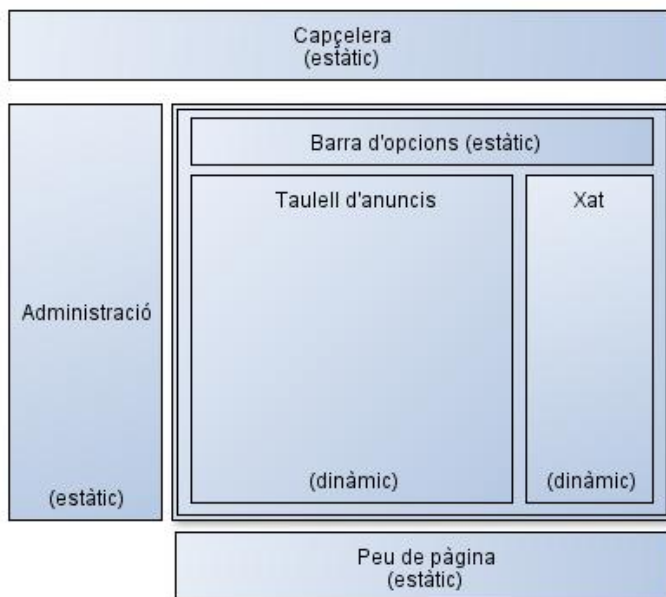 Capçelera
(estàtic)
Barra d'opcions (estàtic)
Taulell d'anuncis
Xat
Administració
(dinàmic)
(dinàmic)
(estàtic)
Peu de pàgina
(estàtic)